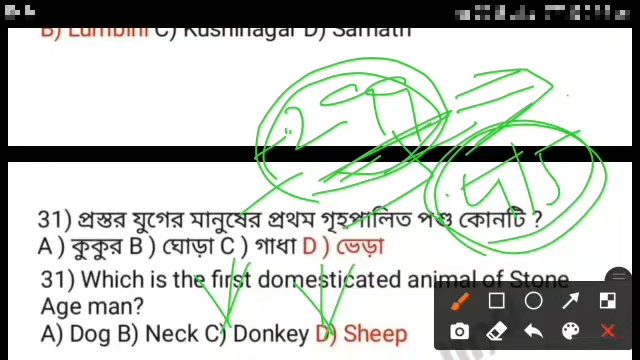 B) Lumbini C) Kushinagar D) Sarnath
31) প্রস্তর যুগের মানুষের প্রথম গৃহপালিত পশু কোনটি ?
A ) কুকুর B ) ঘোড়া C ) গাধা D ) ভেড়া
31) Which is the first domesticated animal of Stone
Age man?
A) Dog B) Neck C) Donkey D) Sheep